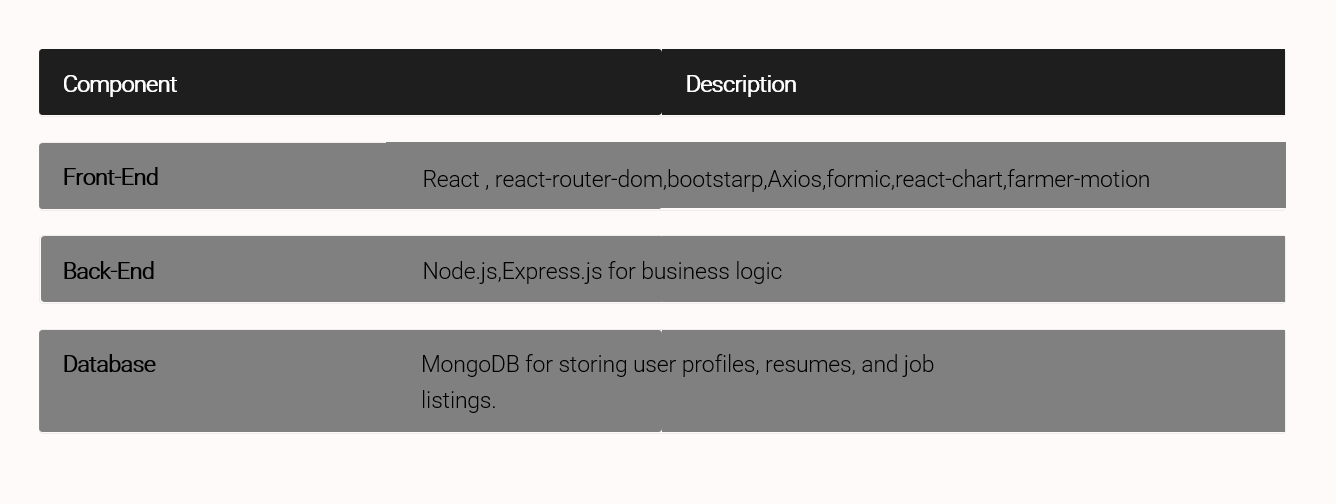 Component Description
Front-End React , react-router-dom,bootstarp,Axios,formic,react-chart,farmer-motion
Back-End Node.js,Express.js for business logic
Database MongoDB for storing user profiles, resumes, and job
listings.